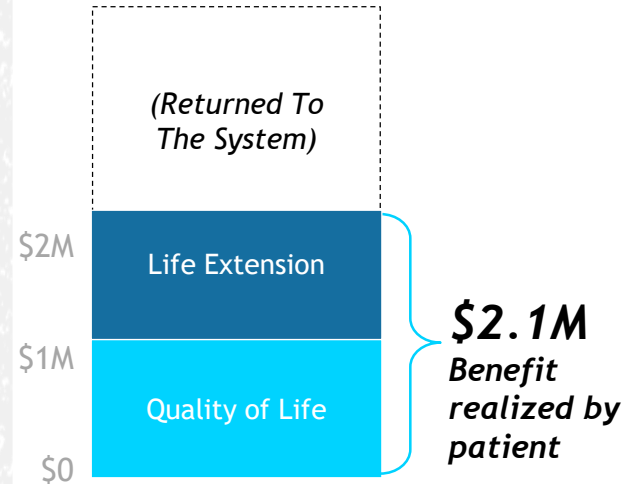 (Returned To
The System)
$2M
Life Extension
$2.1M
Benefit
realized by
patient
$1M
Quality of Life
$0